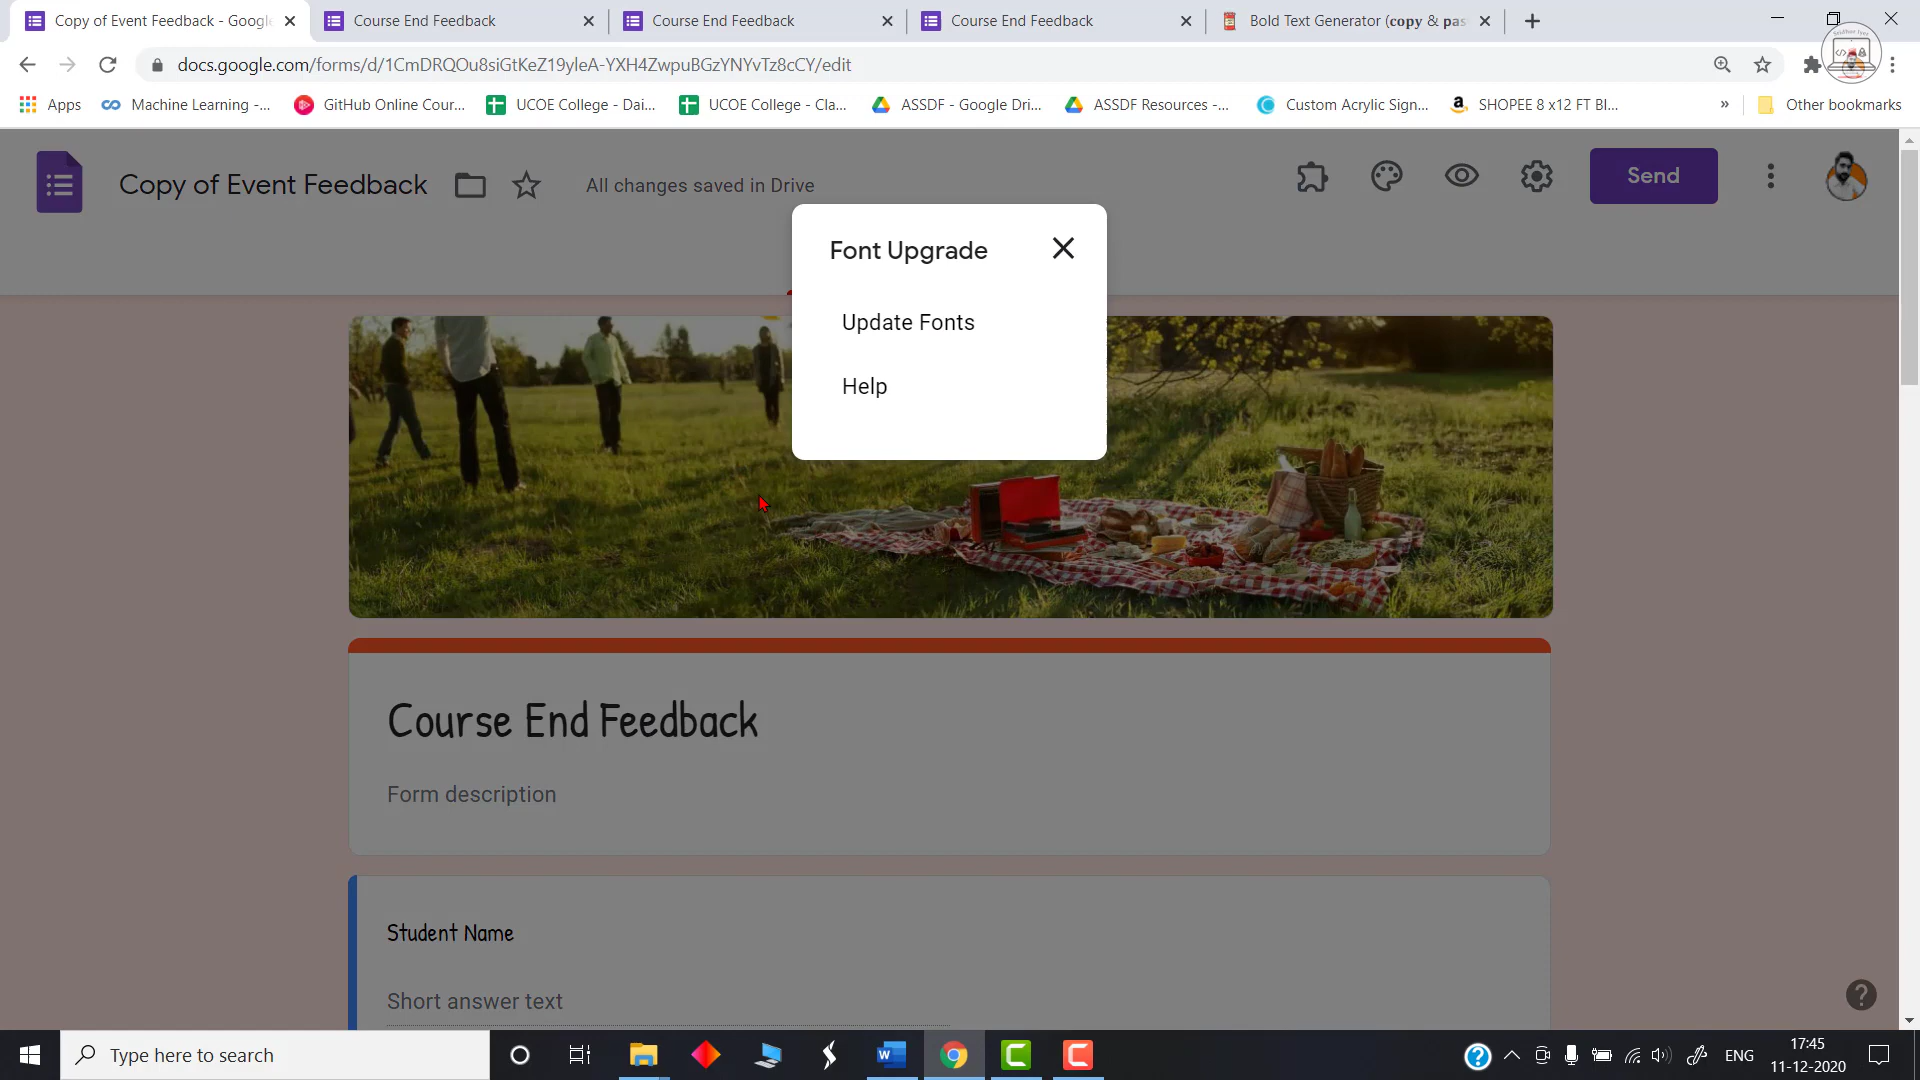 Copy of Event Feedback - Google
Course End Feedback
Course End Feedback
Course End Feedback
Bold Text Generator (copy & pas
docs.google.com/forms/d/1CmDRQOu8siGtKeZ19yleA-YXH4ZwpuBGzYNYvTz8cCY/edit
Apps
Machine Learning -...
GitHub Online Cour...
UCOE College - Dai...
UCOE College - Cla...
ASSDF - Google Dri...
ASSDF Resources -...
Custom Acrylic Sign...
SHOPEE 8 x12 FT Bl...
»
Other bookmarks
Copy of Event Feedback
All changes saved in Drive
Send
Font Upgrade
Update Fonts
Help
Course End Feedback
Form description
Student Name
Short answer text
Type here to search
ENG
17:45
11-12-2020